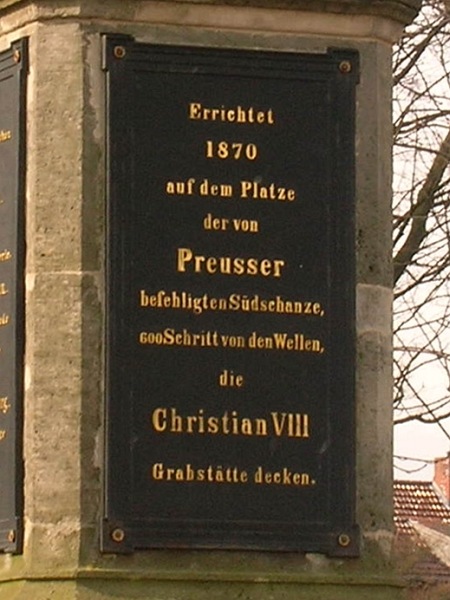 Errichtet
1870
auf dem Platze
der von
Preusser
befehligten Südschanze,
600 Schritt von den Wellen,
die
Christian VIII
Grabstätte decken.